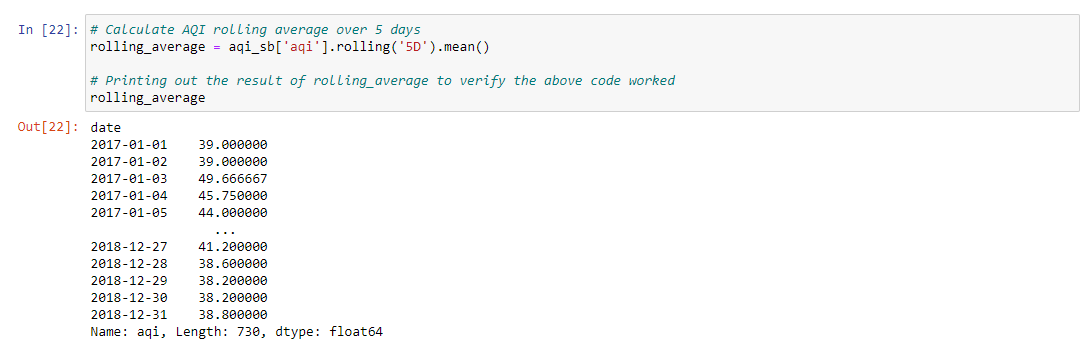 In [22]: # Calculate AQI rolling average over 5 days
rolling_average = aqi_sb['aqi'].rolling('5D').mean()
# Printing out the result of rolling_average to verify the above code worked
rolling_average
Out[22]: date
2017-01-01    39.000000
2017-01-02    39.000000
2017-01-03    49.666667
2017-01-04    45.750000
2017-01-05    44.000000
...
2018-12-27    41.200000
2018-12-28    38.600000
2018-12-29    38.200000
2018-12-30    38.200000
2018-12-31    38.800000
Name: aqi, Length: 730, dtype: float64